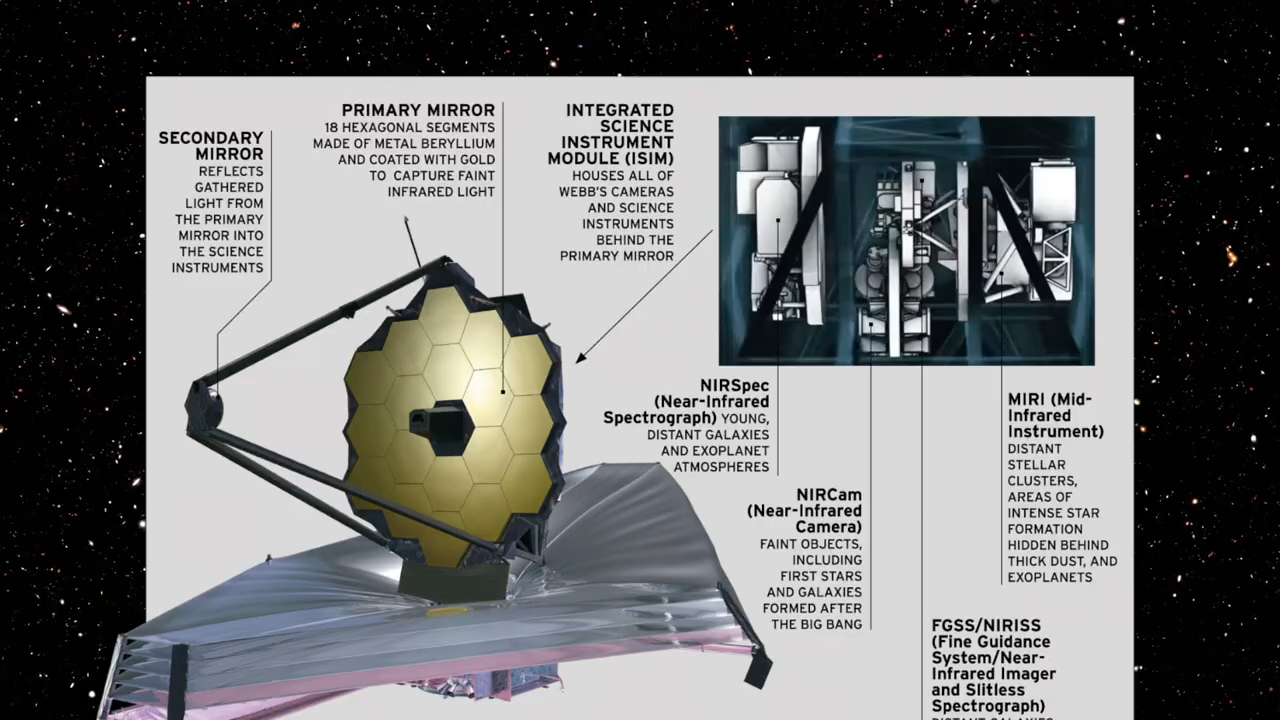 SECONDARY
MIRROR
REFLECTS
GATHERED
LIGHT FROM
THE PRIMARY
MIRROR INTO
THE SCIENCE
INSTRUMENTS
PRIMARY MIRROR
18 HEXAGONAL SEGMENTS
MADE OF METAL BERYLLIUM
AND COATED WITH GOLD
TO CAPTURE FAINT
INFRARED LIGHT
INTEGRATED
SCIENCE
INSTRUMENT
MODULE (ISIM)
HOUSES ALL OF
WEBB'S CAMERAS
AND SCIENCE
INSTRUMENTS
BEHIND THE
PRIMARY MIRROR
NIRSpec
(Near-Infrared
Spectrograph) YOUNG,
DISTANT GALAXIES
AND EXOPLANET
ATMOSPHERES
NIRCam
(Near-Infrared
Camera)
FAINT OBJECTS,
INCLUDING
FIRST STARS
AND GALAXIES
FORMED AFTER
THE BIG BANG
MIRI (Mid-
Infrared
Instrument)
DISTANT
STELLAR
CLUSTERS,
AREAS OF
INTENSE STAR
FORMATION
HIDDEN BEHIND
THICK DUST, AND
EXOPLANETS
FGSS/NIRISS
(Fine Guidance
System/Near-
Infrared Imager
and Slitless
Spectrograph)
DISTANT GALAXIES